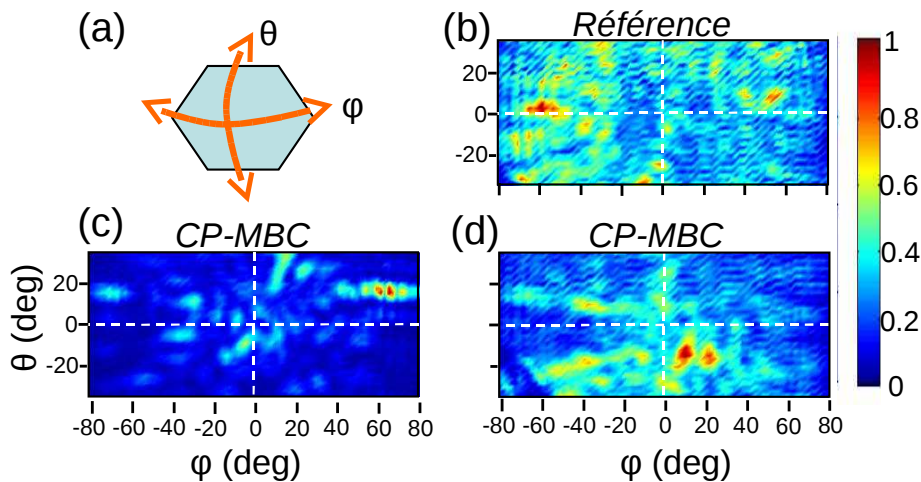 (a)
θ
φ
(b)
Référence
20
0
-20
1
0.8
0.6
0.4
0.2
0
(c)
CP-MBC
θ (deg)
20
0
-20
-80 -60 -40 -20 0 20 40 60 80
φ (deg)
(d)
CP-MBC
-80 -60 -40 -20 0 20 40 60 80
φ (deg)